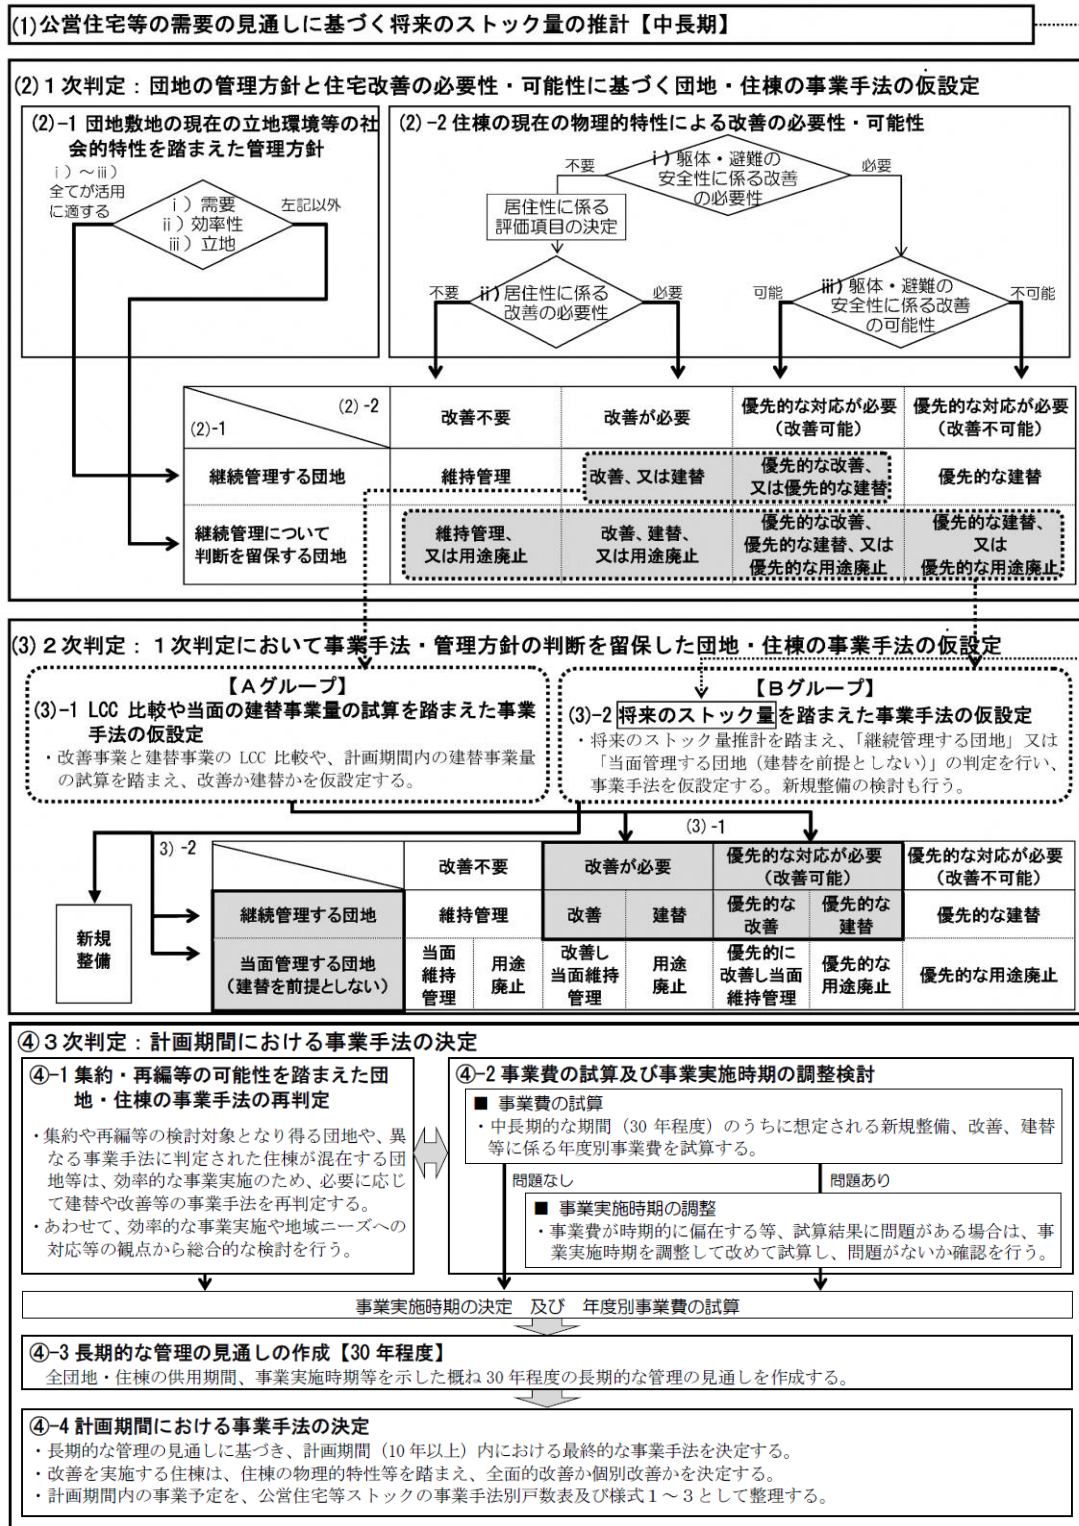 (1)公営住宅等の需要の見通しに基づく将来のストック量の推計【中長期】
(2)１次判定：団地の管理方針と住宅改善の必要性・可能性に基づく団地・住棟の事業手法の仮設定
(2)-1 団地敷地の現在の立地環境等の社
会的特性を踏まえた管理方針
ⅰ）～ⅲ）
全てが活用
に適する
ⅰ）需要
ⅱ）効率性
ⅲ）立地
左記以外
(2)-2 住棟の現在の物理的特性による改善の必要性・可能性
不要
ⅰ)躯体・避難の
安全性に係る改善
の必要性
必要
居住性に係る
評価項目の決定
不要
ⅱ)居住性に係る
改善の必要性
必要
可能
ⅲ)躯体・避難の
安全性に係る改善
の可能性
不可能
(2)-2
(2)-1
改善不要
改善が必要
優先的な対応が必要
（改善可能）
優先的な対応が必要
（改善不可能）
継続管理する団地
維持管理
改善、又は建替
優先的な改善、
又は優先的な建替
優先的な建替
継続管理について
判断を留保する団地
維持管理、
又は用途廃止
改善、建替、
又は用途廃止
優先的な改善、
優先的な建替、又は
優先的な用途廃止
優先的な建替、
又は
優先的な用途廃止
(3)２次判定：１次判定において事業手法・管理方針の判断を留保した団地・住棟の事業手法の仮設定
【Aグループ】
(3)-1 LCC 比較や当面の建替事業量の試算を踏まえた事業
手法の仮設定
・改善事業と建替事業の LCC 比較や、計画期間内の建替事業量
の試算を踏まえ、改善か建替かを仮設定する。
【Bグループ】
(3)-2 将来のストック量を踏まえた事業手法の仮設定
・将来のストック量推計を踏まえ、「継続管理する団地」又は
「当面管理する団地（建替を前提としない）」の判定を行い、
事業手法を仮設定する。新規整備の検討も行う。
(3)-1
3)-2
改善不要
改善が必要
優先的な対応が必要
（改善可能）
優先的な対応が必要
（改善不可能）
新規
整備
継続管理する団地
維持管理
改善
建替
優先的な
改善
優先的な
建替
優先的な建替
当面管理する団地
（建替を前提としない）
当面
維持
管理
用途
廃止
改善し
当面維持
管理
用途
廃止
優先的に
改善し当面
維持管理
優先的な
用途廃止
優先的な用途廃止
④３次判定：計画期間における事業手法の決定
④-1 集約・再編等の可能性を踏まえた団
地・住棟の事業手法の再判定
・集約や再編等の検討対象となり得る団地や、異
なる事業手法に判定された住棟が混在する団
地等は、効率的な事業実施のため、必要に応じ
て建替や改善等の事業手法を再判定する。
・あわせて、効率的な事業実施や地域ニーズへの
対応等の観点から総合的な検討を行う。
④-2 事業費の試算及び事業実施時期の調整検討
■ 事業費の試算
・中長期的な期間（30 年程度）のうちに想定される新規整備、改善、建替
等に係る年度別事業費を試算する。
問題なし
問題あり
■ 事業実施時期の調整
・事業費が時期的に偏在する等、試算結果に問題がある場合は、事
業実施時期を調整して改めて試算し、問題がないか確認を行う。
事業実施時期の決定 及び 年度別事業費の試算
④-3 長期的な管理の見通しの作成【30 年程度】
全団地・住棟の供用期間、事業実施時期等を示した概ね 30 年程度の長期的な管理の見通しを作成する。
④-4 計画期間における事業手法の決定
・長期的な管理の見通しに基づき、計画期間（10 年以上）内における最終的な事業手法を決定する。
・改善を実施する住棟は、住棟の物理的特性等を踏まえ、全面的改善か個別改善かを決定する。
・計画期間内の事業予定を、公営住宅等ストックの事業手法別戸数表及び様式１～３として整理する。